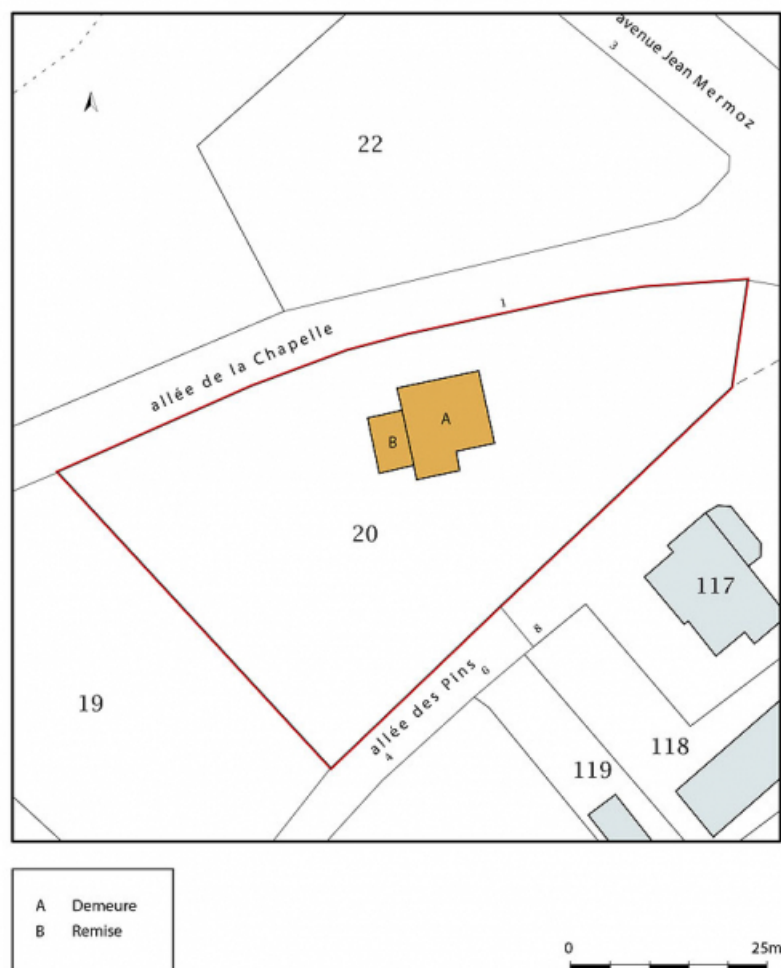 avenue Jean Mermoz
3
22
1
allée de la Chapelle
A
B
20
117
8
6
allée des Pins
4
19
118
119
A Demeure
B Remise
0 25m